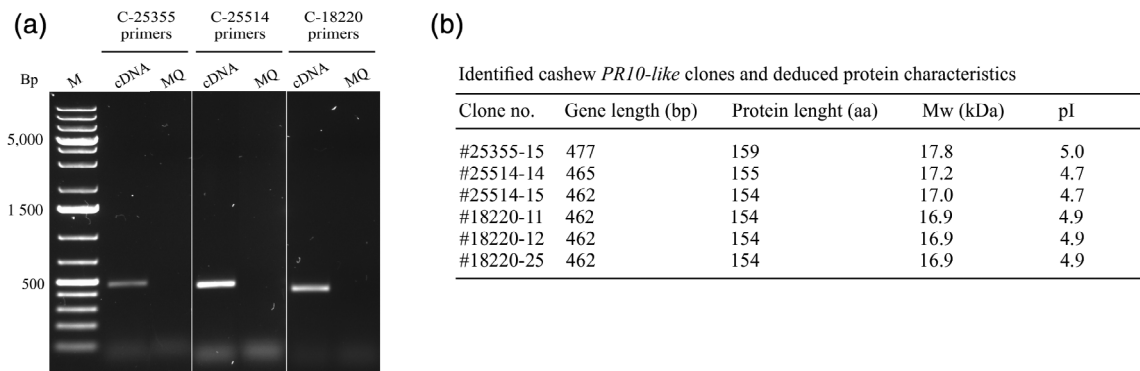 (a)
C-25355 primers
C-25514 primers
C-18220 primers
Bp
M
cDNA
MQ
cDNA
MQ
cDNA
MQ
5,000
1 500
500
(b)
Identified cashew PR10-like clones and deduced protein characteristics
Clone no. Gene length (bp) Protein lenght (aa) Mw (kDa) pI
#25355-15 477 159 17.8 5.0
#25514-14 465 155 17.2 4.7
#25514-15 462 154 17.0 4.7
#18220-11 462 154 16.9 4.9
#18220-12 462 154 16.9 4.9
#18220-25 462 154 16.9 4.9